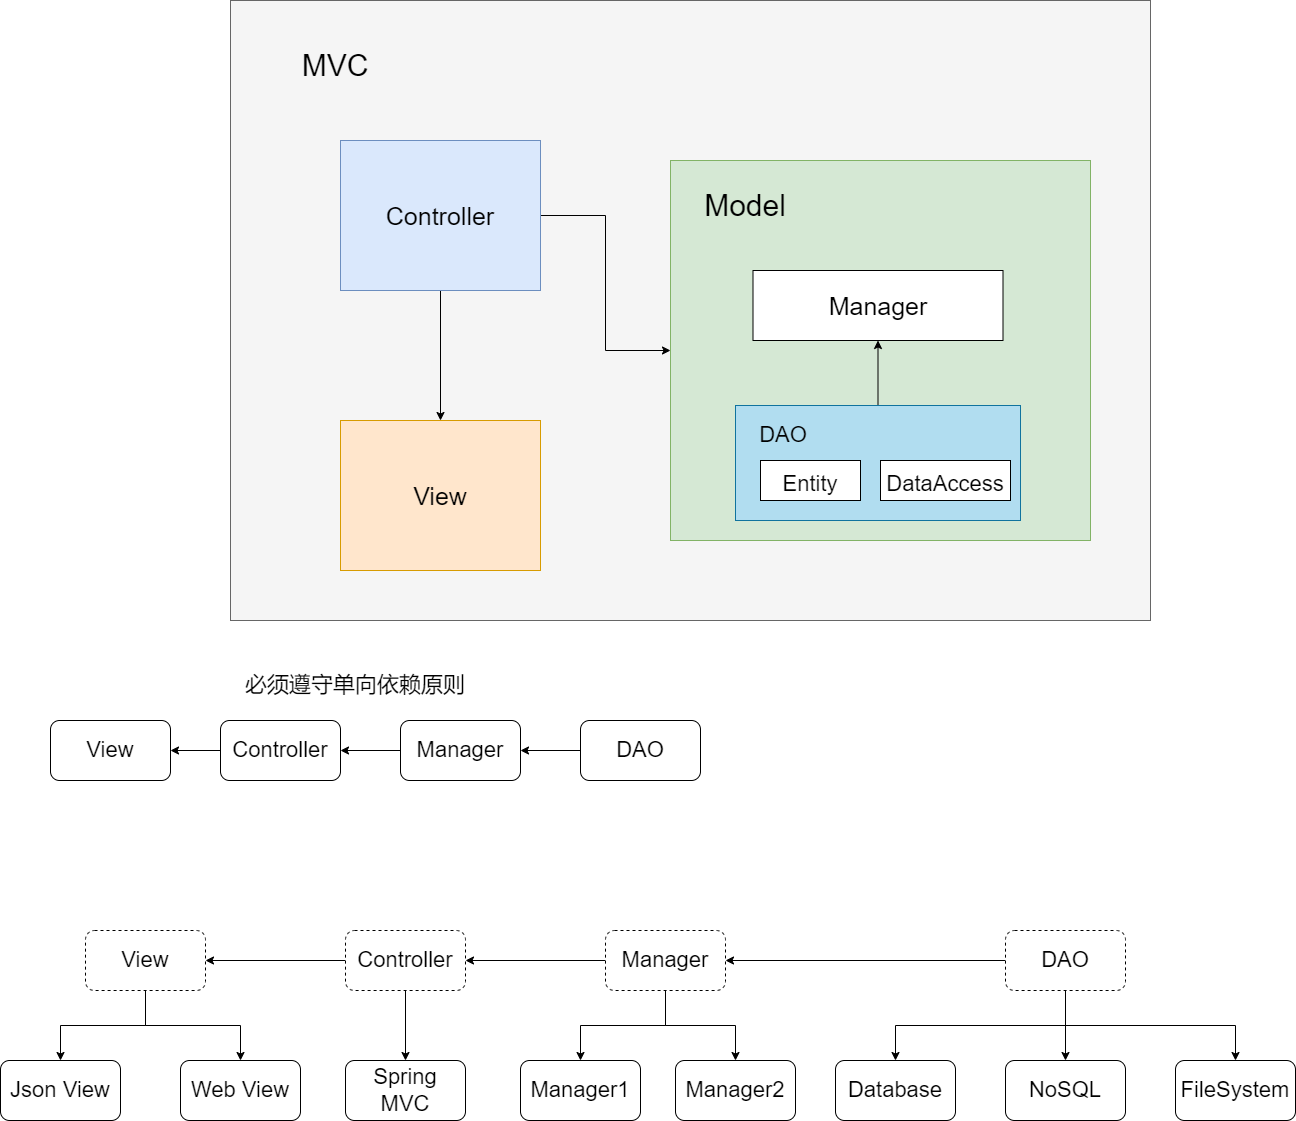 MVC
Controller
Model
Manager
DAO
Entity
DataAccess
View
必须遵守单向依赖原则
View
Controller
Manager
DAO
View
Controller
Manager
DAO
Json View
Web View
Spring
MVC
Manager1
Manager2
Database
NoSQL
FileSystem